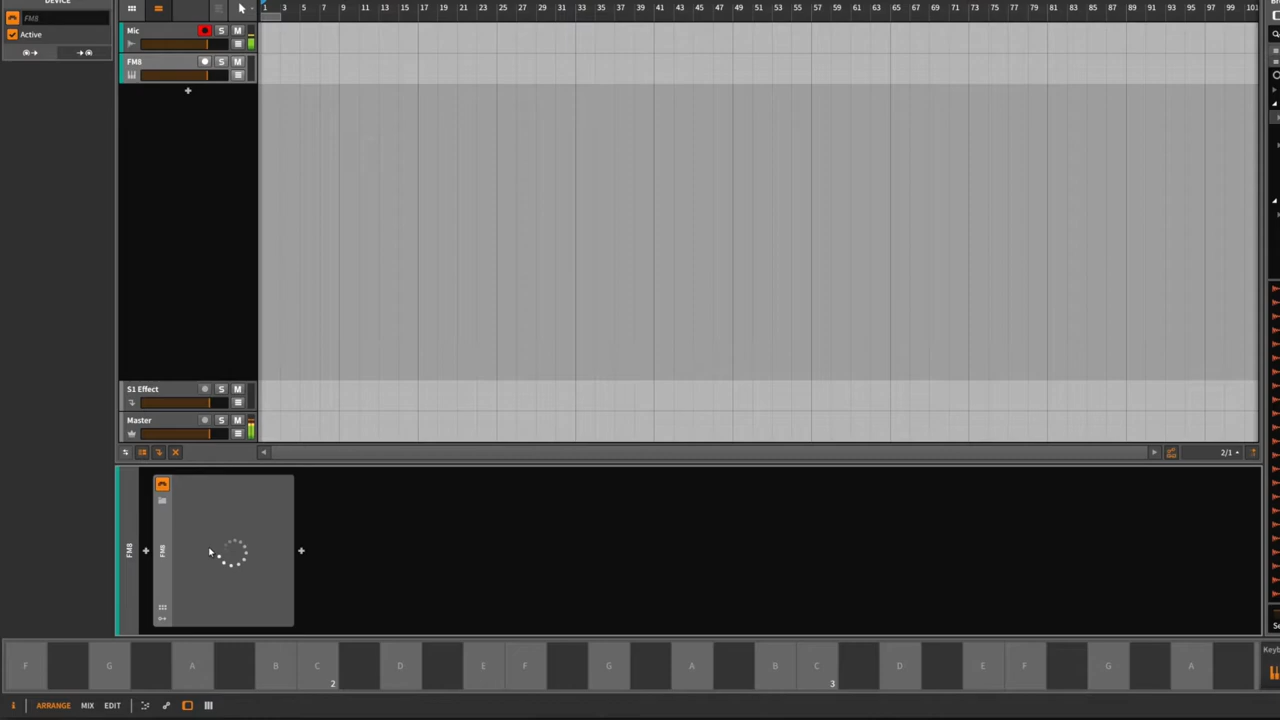 DEVICE
1 3 5 7 9 11 13 15 17 19 21 23 25 27 29 31 33 35 37 39 41 43 45 47 49 51 53 55 57 59 61 63 65 67 69 71 73 75 77 79 81 83 85 87 89 91 93 95 97 99 101
FM8
Active
Mic S M
FM8 S M
+
S1 Effect S M
Master S M
2/1
FM8 + FM8 +
F G A B C D E F G A B C D E F G A
2 3
i ARRANGE MIX EDIT